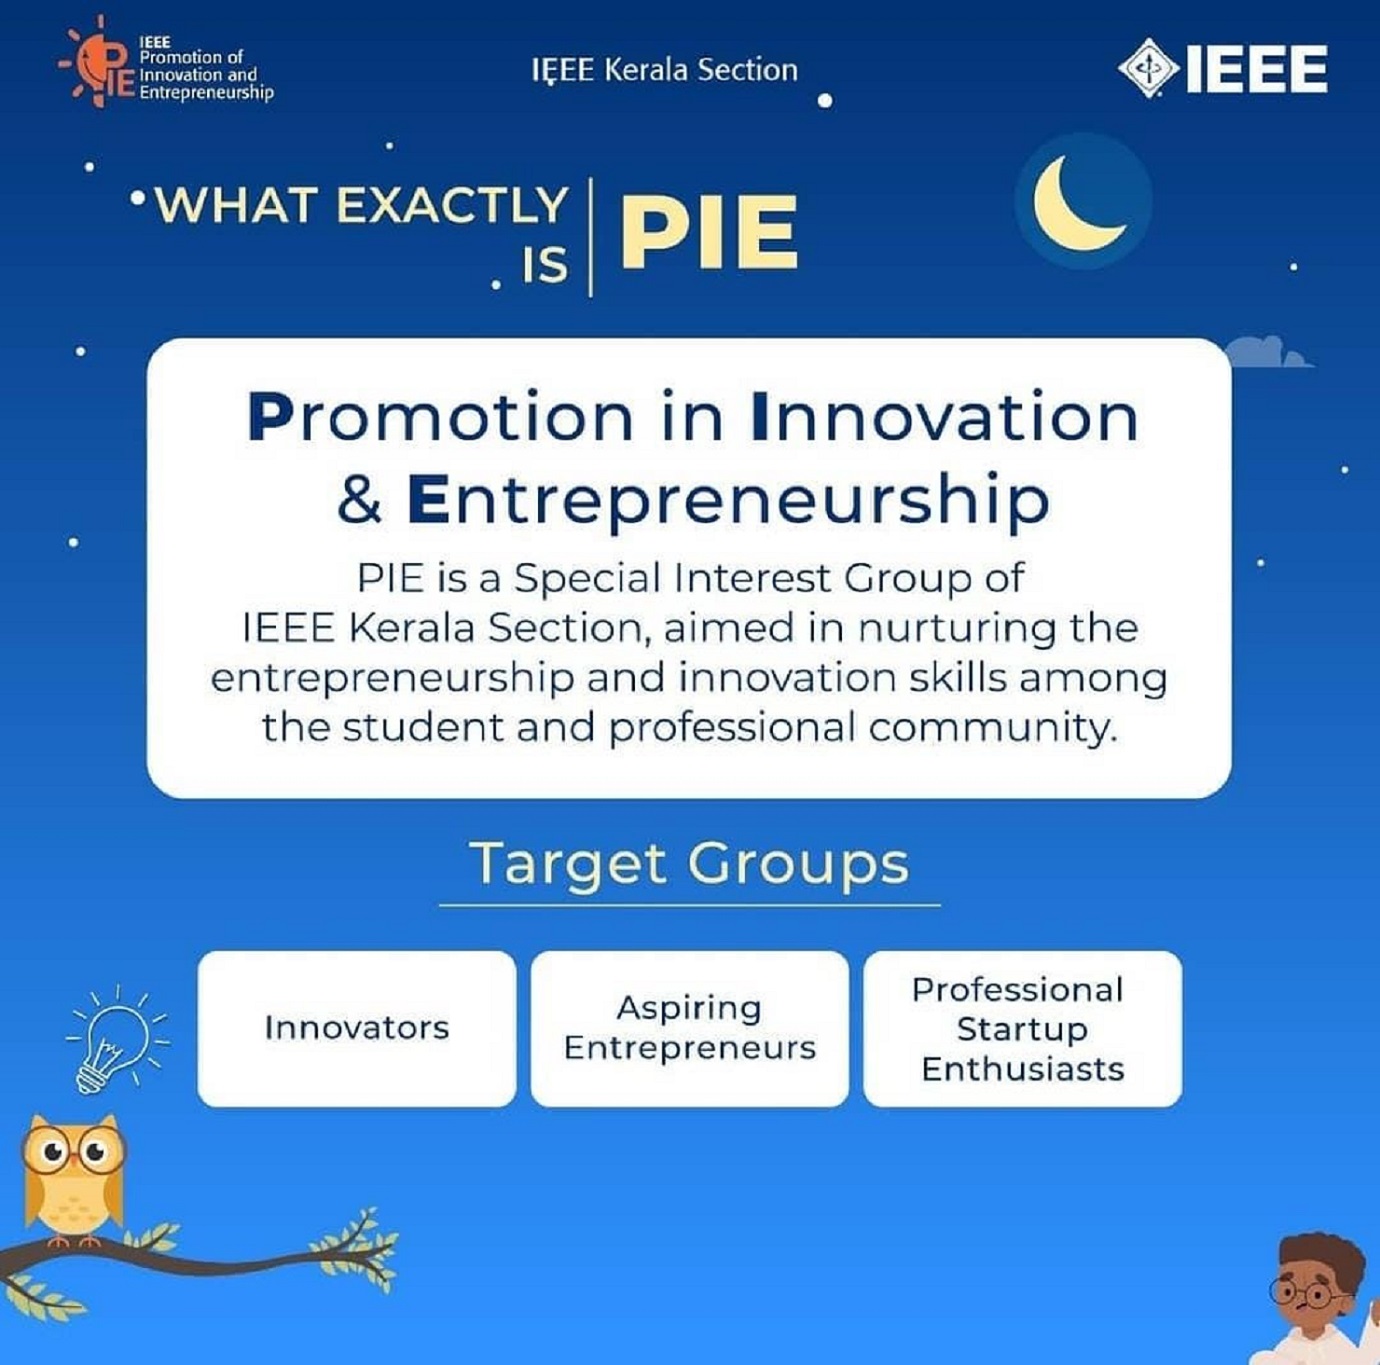 IEEE
Promotion of
Innovation and
Entrepreneurship
PIE
IEEE Kerala Section
IEEE
WHAT EXACTLY
IS
PIE
Promotion in Innovation
& Entrepreneurship
PIE is a Special Interest Group of
IEEE Kerala Section, aimed in nurturing the
entrepreneurship and innovation skills among
the student and professional community.
Target Groups
Innovators
Aspiring
Entrepreneurs
Professional
Startup
Enthusiasts